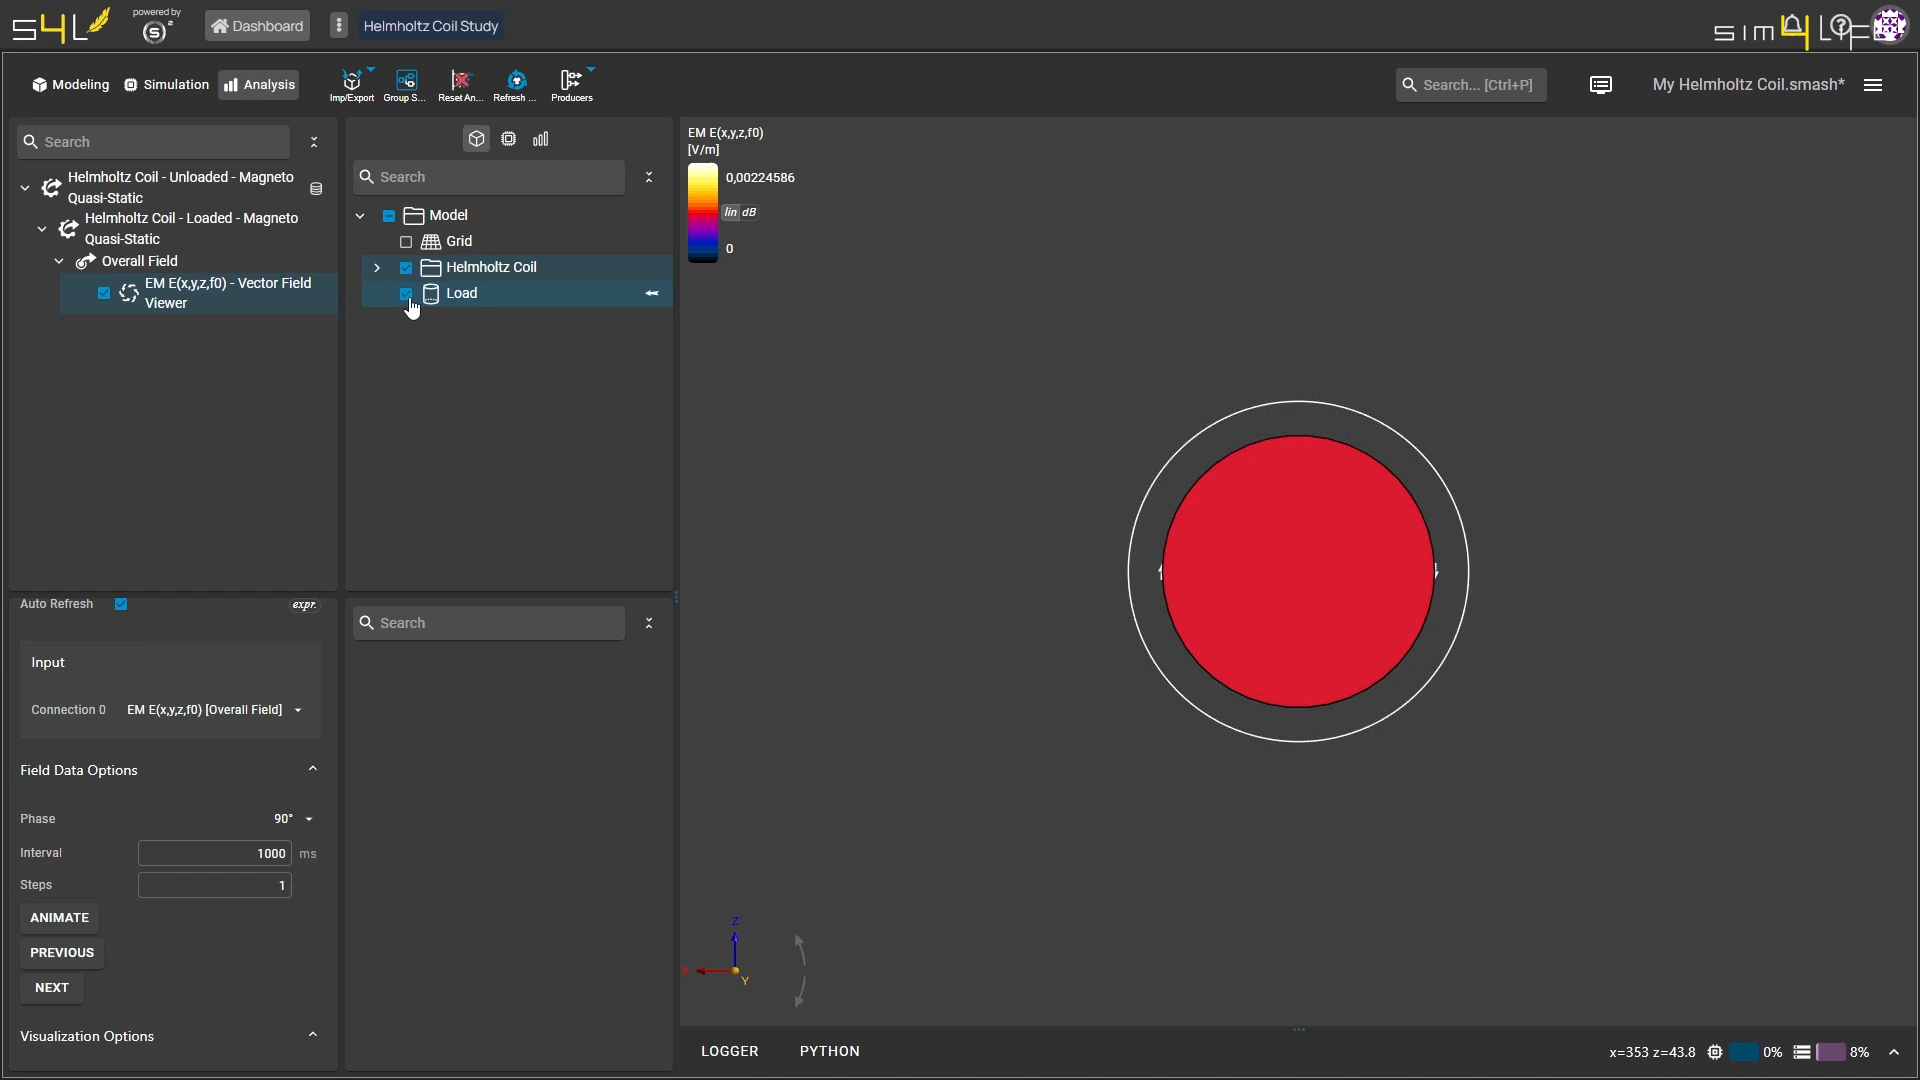 S4L
powered by
Dashboard
Helmholtz Coil Study
sim4LIFE
Modeling
Simulation
Analysis
Imp/Export
Group S...
Reset An...
Refresh ...
Producers
Search... [Ctrl+P]
My Helmholtz Coil.smash*
Search
Helmholtz Coil - Unloaded - Magneto
Quasi-Static
Helmholtz Coil - Loaded - Magneto
Quasi-Static
Overall Field
EM E(x,y,z,f0) - Vector Field
Viewer
Search
Model
Grid
Helmholtz Coil
Load
EM E(x,y,z,f0)
[V/m]
0,00224586
lin dB
0
Auto Refresh
expr.
Input
Connection 0 EM E(x,y,z,f0) [Overall Field]
Field Data Options
Phase 90°
Interval 1000 ms
Steps 1
ANIMATE
PREVIOUS
NEXT
Visualization Options
Search
Z
Y
LOGGER
PYTHON
x=353 z=43.8
0%
8%